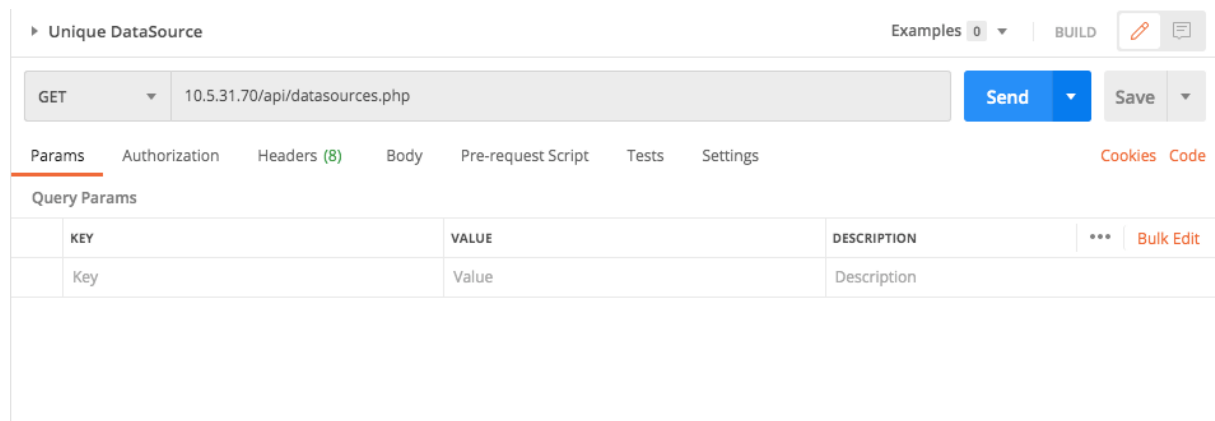 Unique DataSource Examples 0 BUILD
GET 10.5.31.70/api/datasources.php Send Save
Params Authorization Headers (8) Body Pre-request Script Tests Settings Cookies Code
Query Params
KEY VALUE DESCRIPTION ••• Bulk Edit
Key Value Description